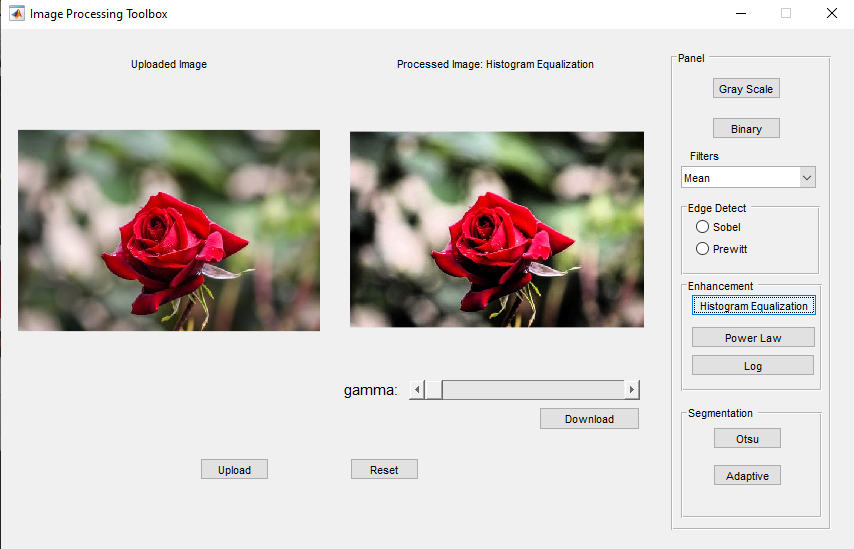 Image Processing Toolbox
Uploaded Image
Processed Image: Histogram Equalization
Panel
Gray Scale
Binary
Filters
Mean
Edge Detect
Sobel
Prewitt
Enhancement
Histogram Equalization
Power Law
Log
gamma:
Download
Segmentation
Otsu
Adaptive
Upload
Reset